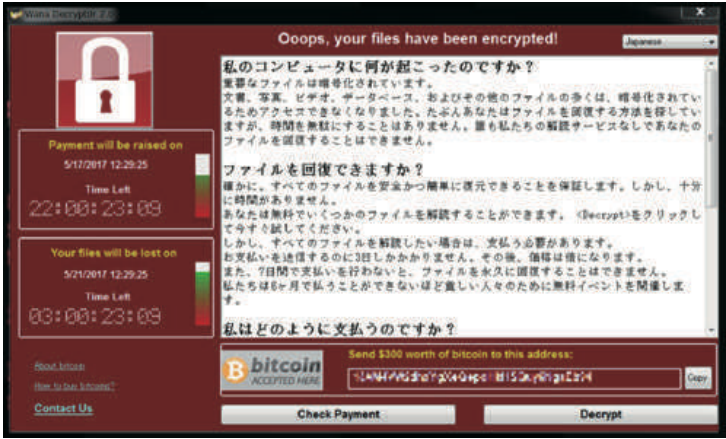 Wana Decryptor 2.0
Ooops, your files have been encrypted!
Japanese
Payment will be raised on
5/17/2017 12:29:25
Time Left
Your files will be lost on
5/21/2017 12:29:25
Time Left
About bitcoin
How to buy bitcoins?
Contact Us
私のコンピュータに何が起こったのですか？
重要なファイルは暗号化されています。
文書、写真、ビデオ、データベース、およびその他のファイルの多くは、暗号化されてい
るためアクセスできなくなりました。たぶんあなたはファイルを回復する方法を探してい
ますが、時間を無駄にすることはありません。誰も私たちの解読サービスなしであなたの
ファイルを回復することはできません。
ファイルを回復できますか？
確かに。すべてのファイルを安全かつ簡単に復元できることを保証します。しかし、十分
に時間がありません。
あなたは無料でいくつかのファイルを解読することができます。 <Decrypt>をクリックし
て今すぐ試してください。
しかし、すべてのファイルを解読したい場合は、支払う必要があります。
お支払いを送信するのに3日しかかかりません。その後、価格は倍になります。
また、7日間で支払いを行わないと、ファイルを永久に回復することはできません。
私たちは6ヶ月で払うことができないほど貧しい人々のために無料イベントを開催しま
す。
私はどのように支払うのですか？
bitcoin
ACCEPTED HERE
Send $300 worth of bitcoin to this address:
Copy
Check Payment
Decrypt